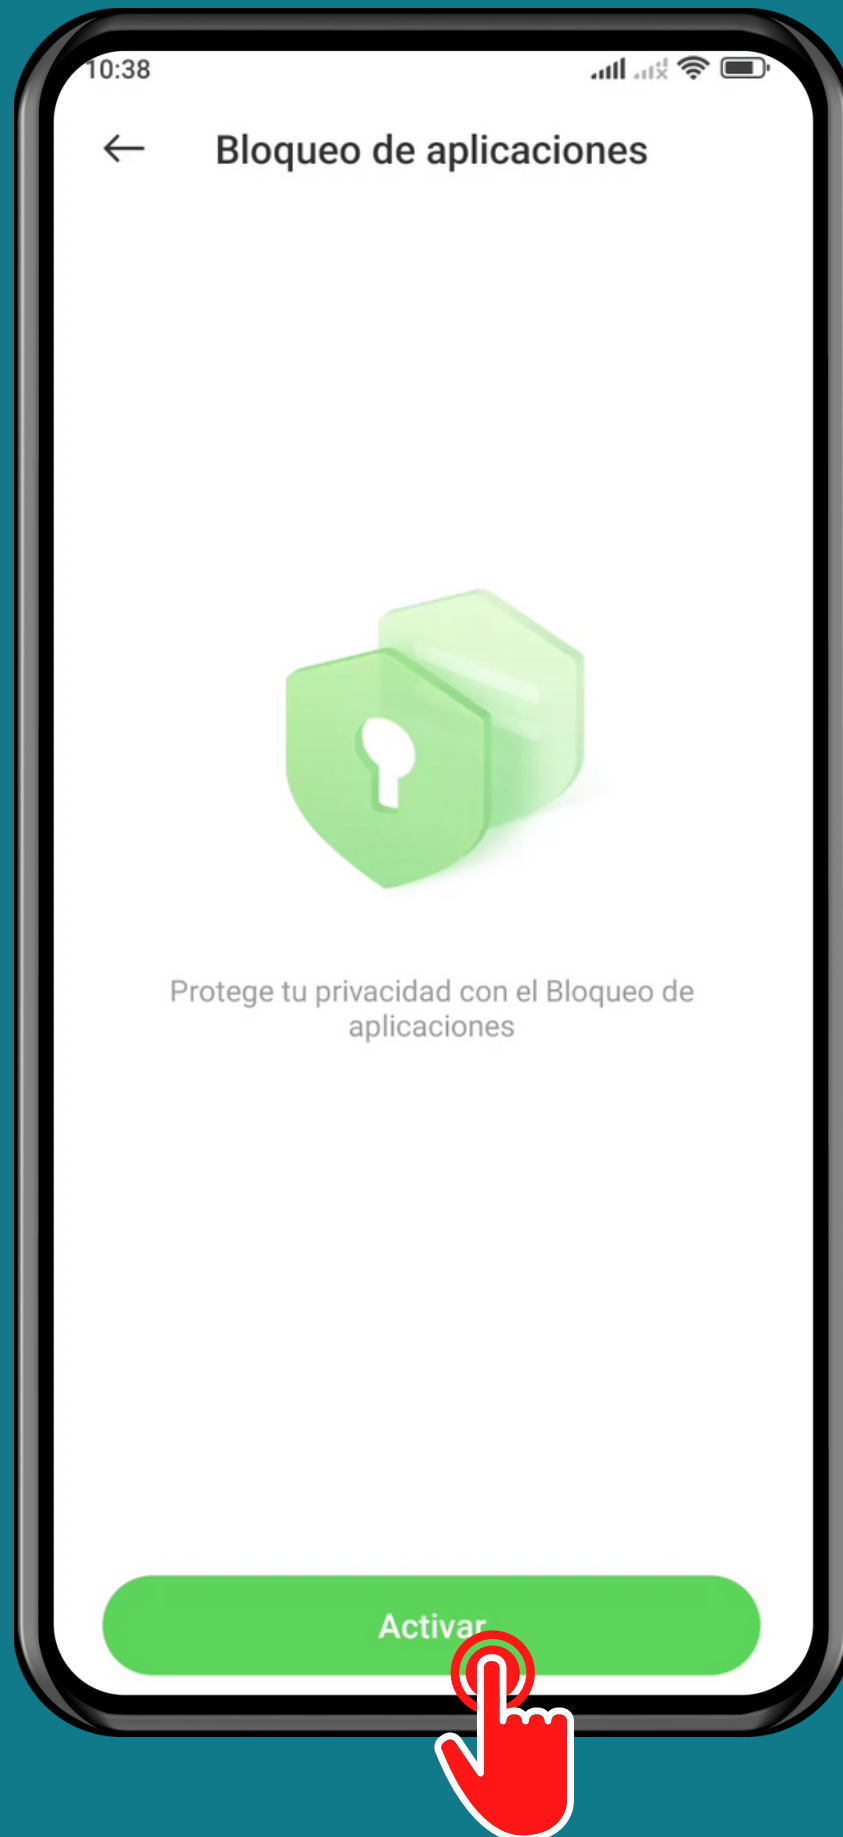 10:38
Bloqueo de aplicaciones
Protege tu privacidad con el Bloqueo de
aplicaciones
Activar